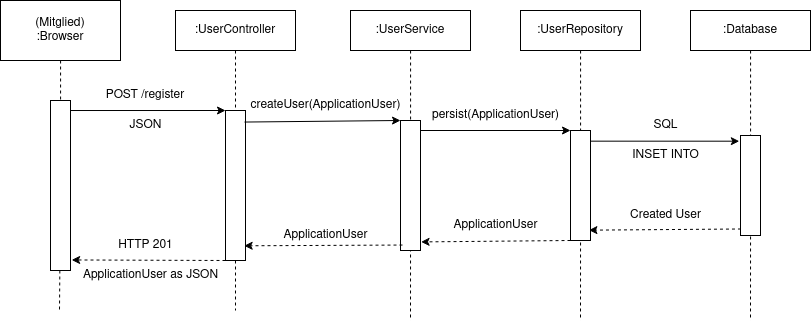 (Mitglied)
:Browser
:UserController
:UserService
:UserRepository
:Database
POST /register
JSON
createUser(ApplicationUser)
persist(ApplicationUser)
SQL
INSET INTO
Created User
ApplicationUser
ApplicationUser
HTTP 201
ApplicationUser as JSON